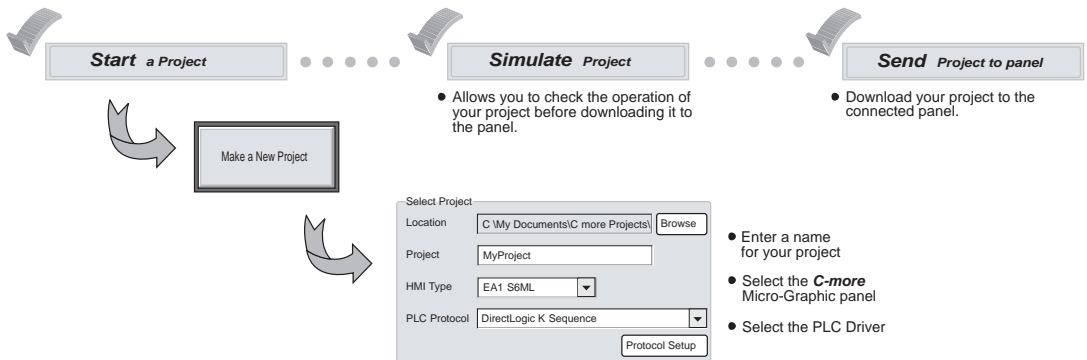 Start a Project
Simulate Project
Send Project to panel
Allows you to check the operation of
your project before downloading it to
the panel.
Download your project to the
connected panel.
Make a New Project
Select Project
Location C \My Documents\C more Projects\ Browse
Project MyProject
HMI Type EA1 S6ML
PLC Protocol DirectLogic K Sequence
Protocol Setup
Enter a name
for your project
Select the C-more
Micro-Graphic panel
Select the PLC Driver